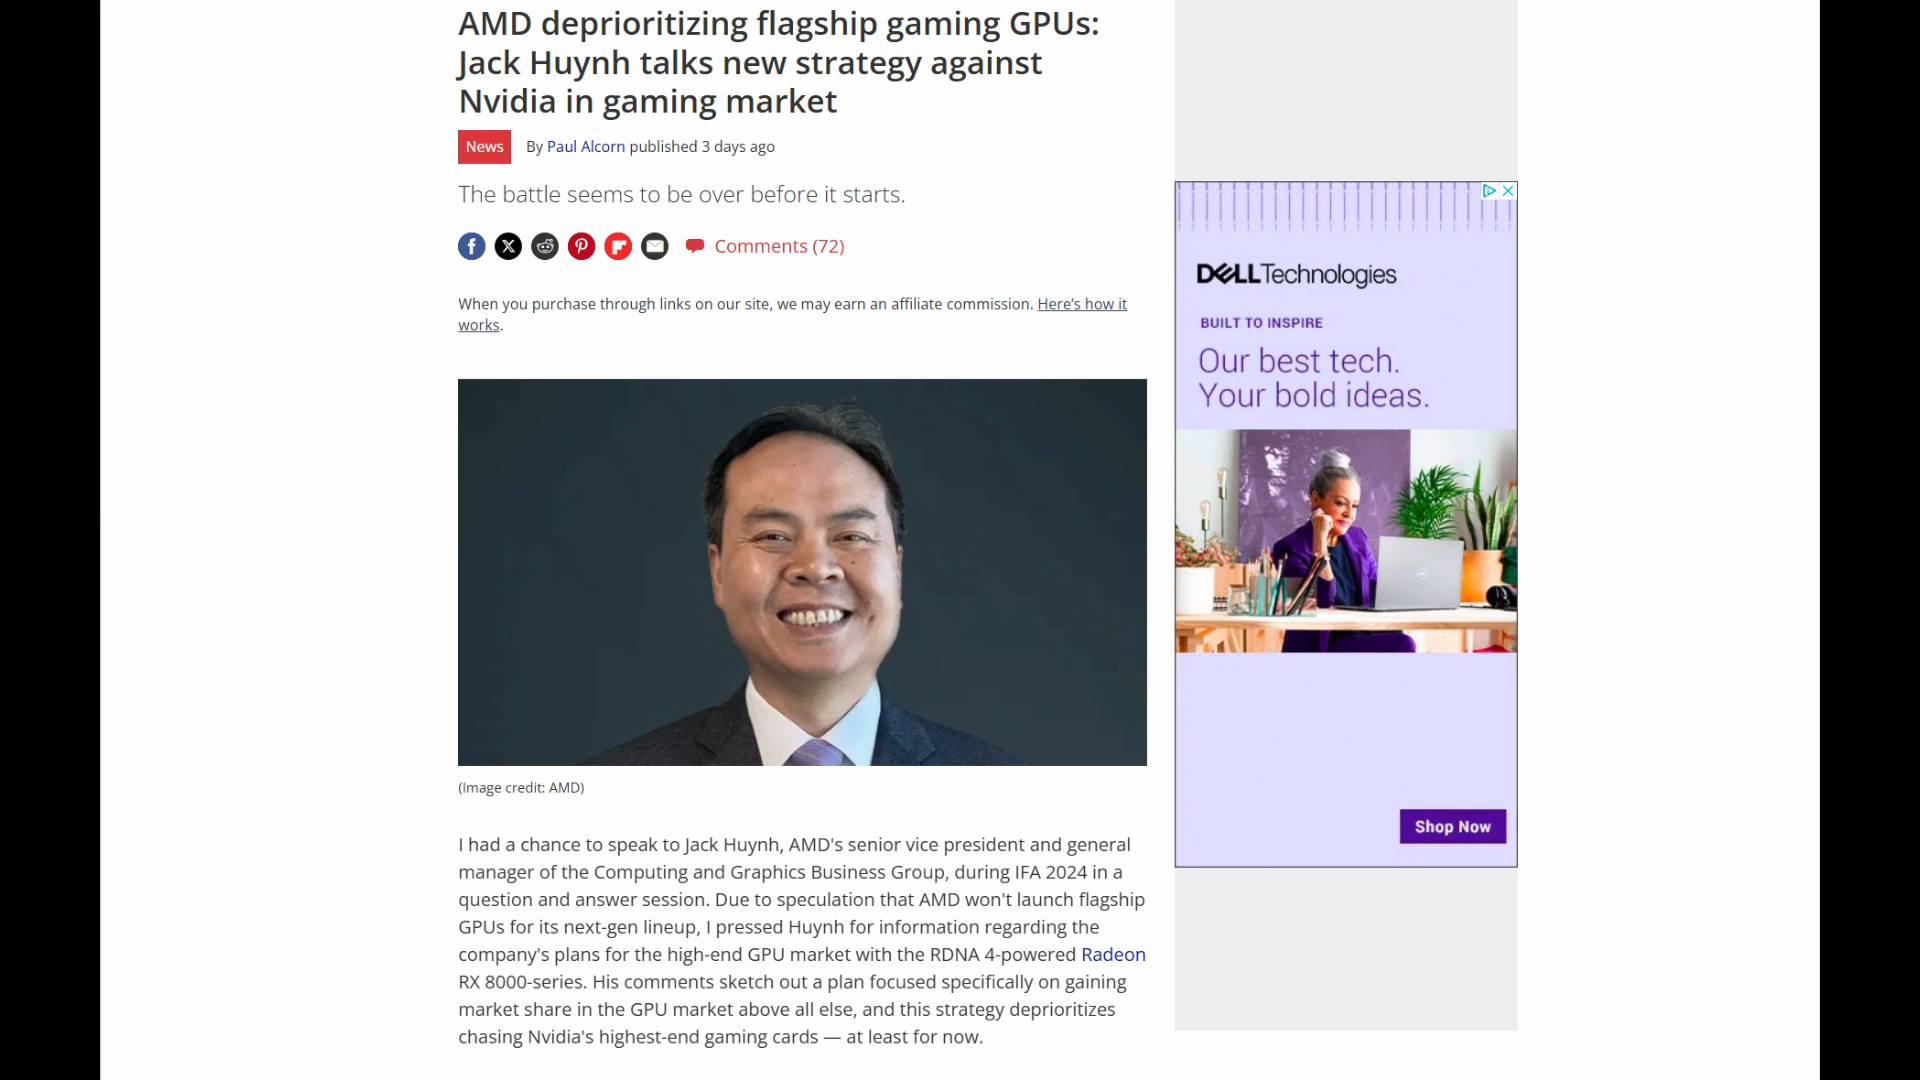 AMD deprioritizing flagship gaming GPUs:
Jack Huynh talks new strategy against
Nvidia in gaming market
News By Paul Alcorn published 3 days ago
The battle seems to be over before it starts.
Comments (72)
When you purchase through links on our site, we may earn an affiliate commission. Here’s how it
works.
(Image credit: AMD)
I had a chance to speak to Jack Huynh, AMD's senior vice president and general
manager of the Computing and Graphics Business Group, during IFA 2024 in a
question and answer session. Due to speculation that AMD won't launch flagship
GPUs for its next-gen lineup, I pressed Huynh for information regarding the
company's plans for the high-end GPU market with the RDNA 4-powered Radeon
RX 8000-series. His comments sketch out a plan focused specifically on gaining
market share in the GPU market above all else, and this strategy deprioritizes
chasing Nvidia's highest-end gaming cards — at least for now.
DELLTechnologies
BUILT TO INSPIRE
Our best tech.
Your bold ideas.
Shop Now